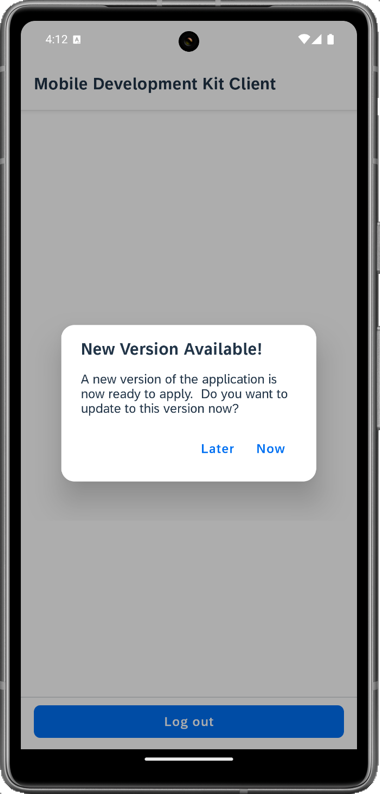 4:12 A
Mobile Development Kit Client
New Version Available!
A new version of the application is
now ready to apply.  Do you want to
update to this version now?
Later Now
Log out